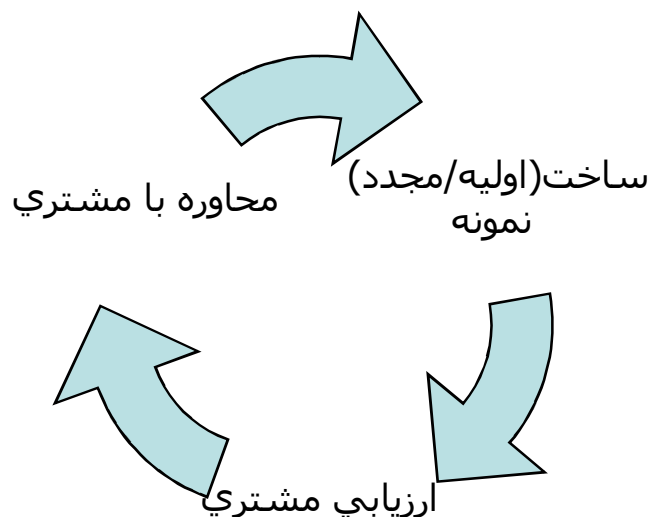 ساخت(اوليه/مجدد)
نمونه
محاوره با مشتري
ارزيابي مشتري